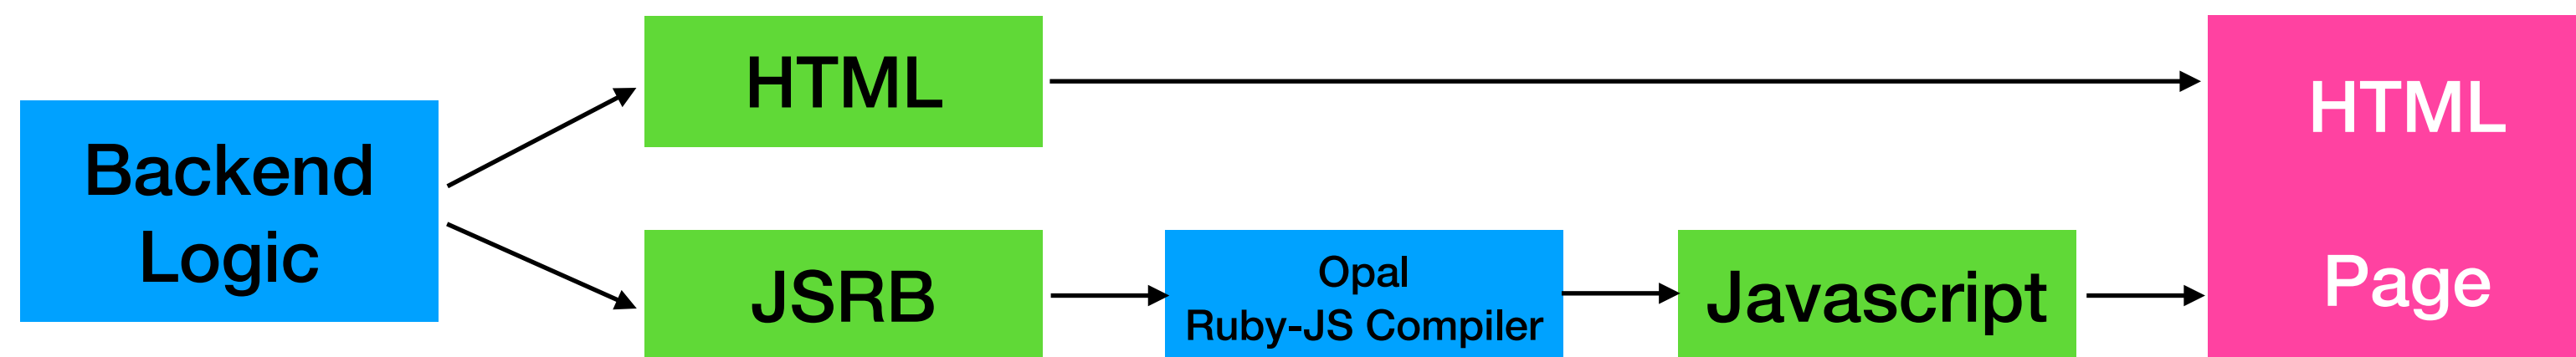 Backend
Logic
HTML
JSRB
Opal
Ruby-JS Compiler
Javascript
HTML
Page